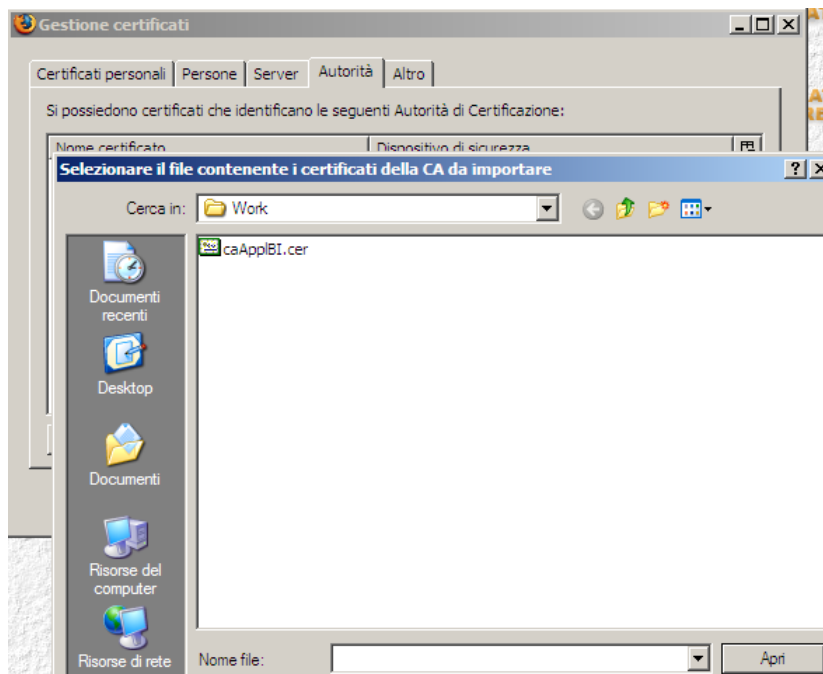 Gestione certificati
Certificati personali Persone Server Autorità Altro
Si possiedono certificati che identificano le seguenti Autorità di Certificazione:
Nome certificato Dispositivo di sicurezza
Selezionare il file contenente i certificati della CA da importare
Cerca in: Work
caApplBI.cer
Documenti
recenti
Desktop
Documenti
Risorse del
computer
Risorse di rete
Nome file: Apri